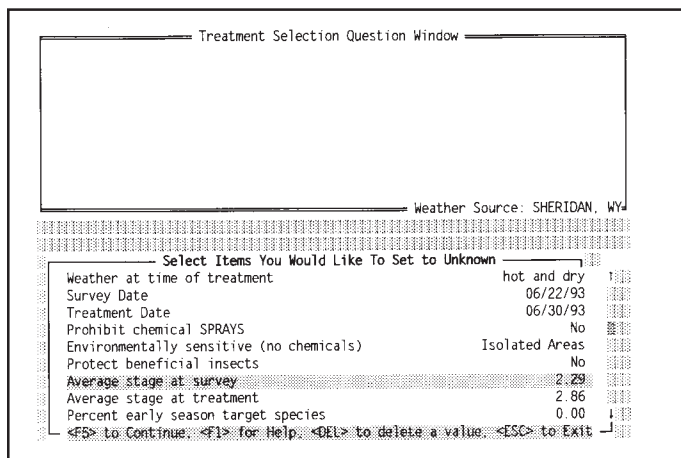 Treatment Selection Question Window
Weather Source: SHERIDAN, WY
Select Items You Would Like To Set to Unknown
Weather at time of treatment hot and dry
Survey Date 06/22/93
Treatment Date 06/30/93
Prohibit chemical SPRAYS No
Environmentally sensitive (no chemicals) Isolated Areas
Protect beneficial insects No
Average stage at survey 2.29
Average stage at treatment 2.86
Percent early season target species 0.00
<F5> to Continue, <F1> for Help, <DEL> to delete a value, <ESC> to Exit